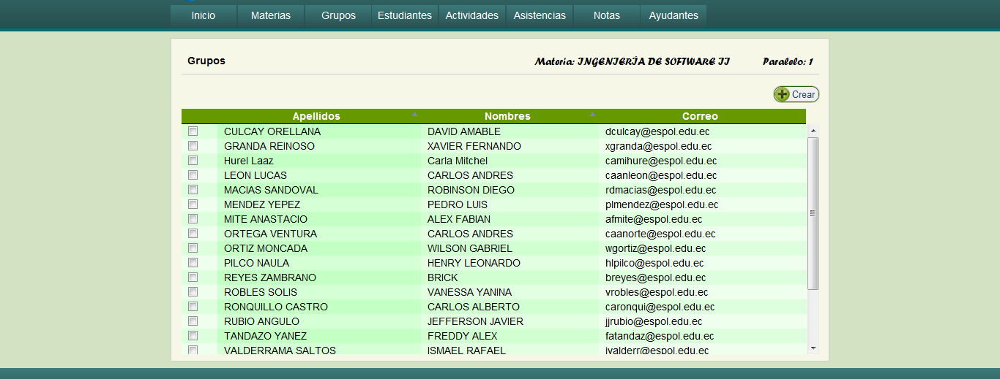 Inicio Materias Grupos Estudiantes Actividades Asistencias Notas Ayudantes
Grupos Materia: INGENIERÍA DE SOFTWARE II Paralelo: 1
Crear
Apellidos Nombres Correo
CULCAY ORELLANA DAVID AMABLE dculcay@espol.edu.ec
GRANDA REINOSO XAVIER FERNANDO xgranda@espol.edu.ec
Hurel Laaz Carla Mitchel camihure@espol.edu.ec
LEON LUCAS CARLOS ANDRES caanleon@espol.edu.ec
MACIAS SANDOVAL ROBINSON DIEGO rdmacias@espol.edu.ec
MENDEZ YEPEZ PEDRO LUIS plmendez@espol.edu.ec
MITE ANASTACIO ALEX FABIAN afmite@espol.edu.ec
ORTEGA VENTURA CARLOS ANDRES caanorte@espol.edu.ec
ORTIZ MONCADA WILSON GABRIEL wgortiz@espol.edu.ec
PILCO NAULA HENRY LEONARDO hlpilco@espol.edu.ec
REYES ZAMBRANO BRICK breyes@espol.edu.ec
ROBLES SOLIS VANESSA YANINA vrobles@espol.edu.ec
RONQUILLO CASTRO CARLOS ALBERTO caronqui@espol.edu.ec
RUBIO ANGULO JEFFERSON JAVIER jjrubio@espol.edu.ec
TANDAZO YANEZ FREDDY ALEX fatandaz@espol.edu.ec
VALDERRAMA SALTOS ISMAEL RAFAEL ivalderr@espol.edu.ec